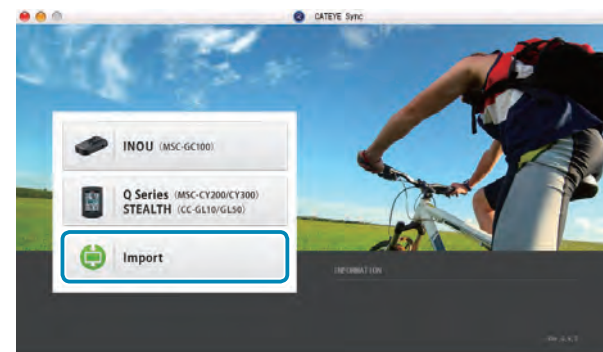 CATEYE Sync
INOU (MSC-GC100)
Q Series (MSC-CY200/CY300)
STEALTH (CC-GL10/GL50)
Import
INFORMATION